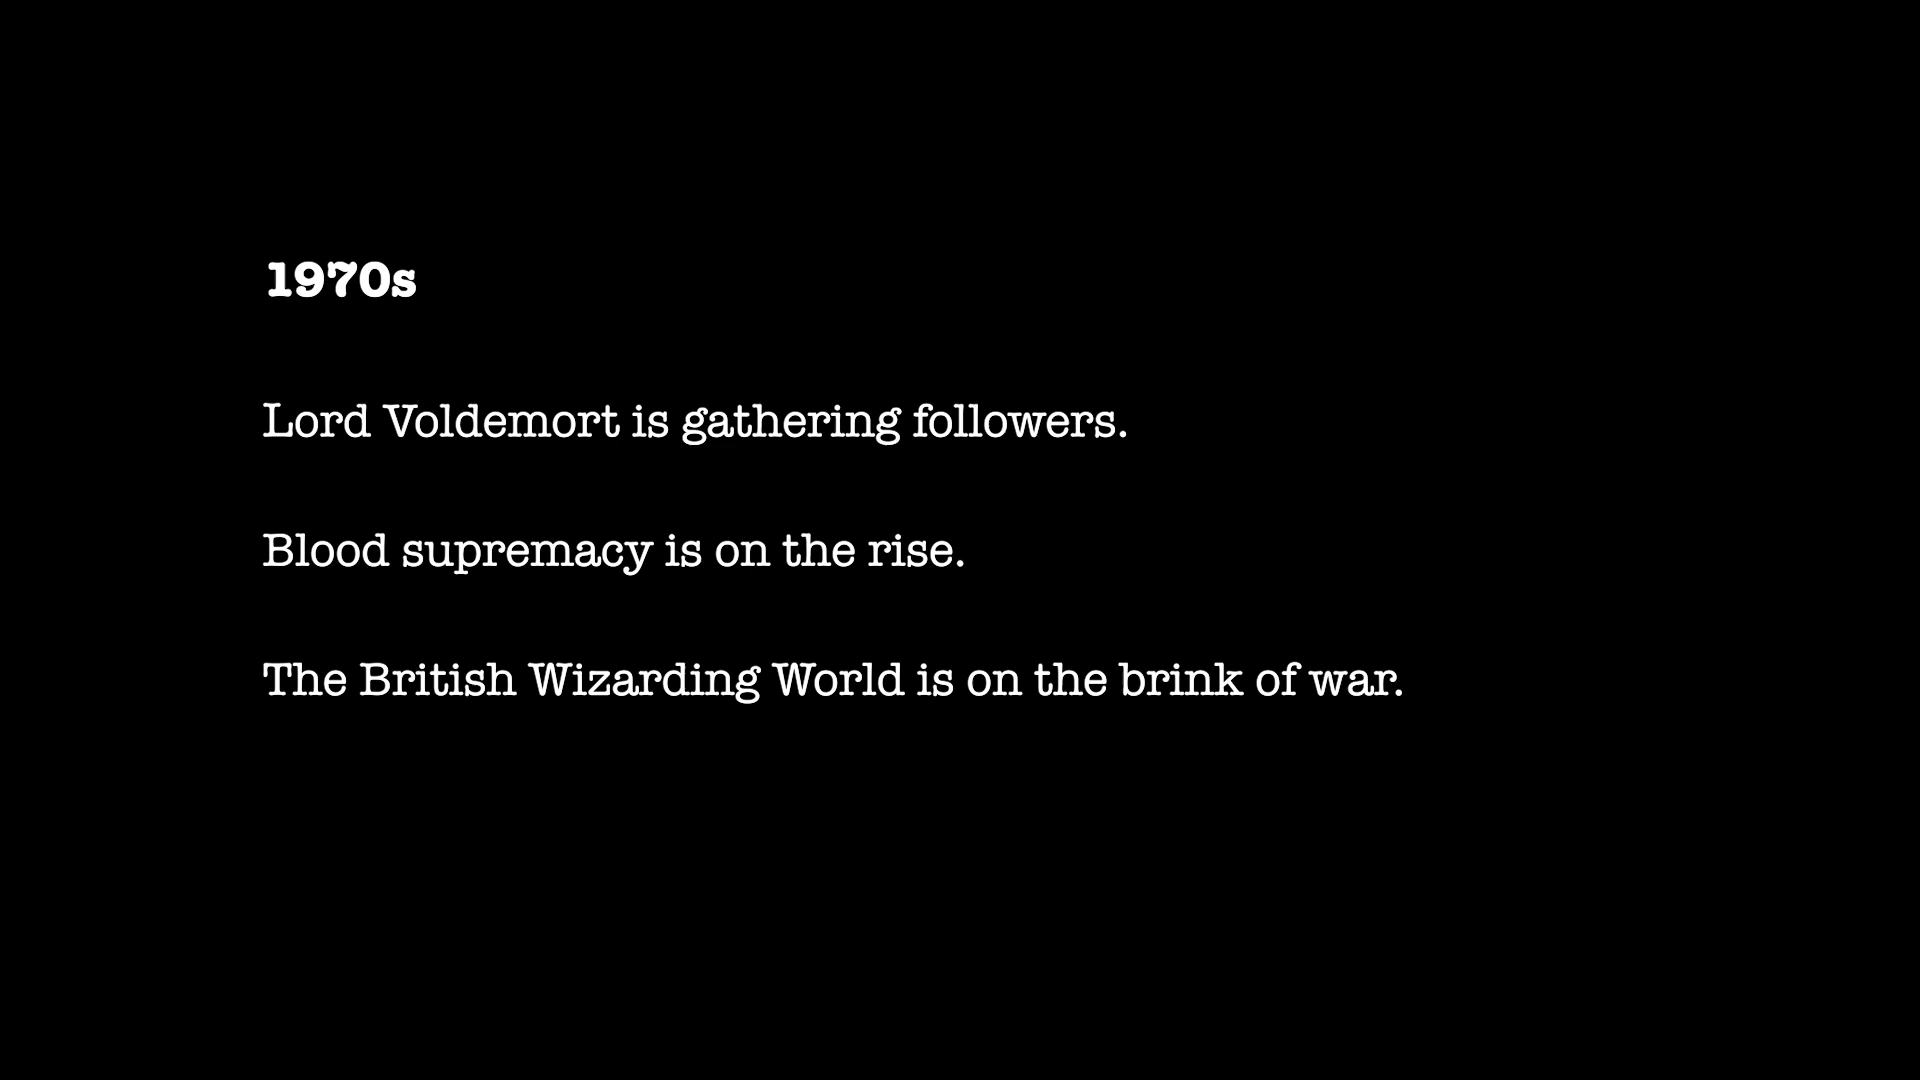 1970s
Lord Voldemort is gathering followers.
Blood supremacy is on the rise.
The British Wizarding World is on the brink of war.